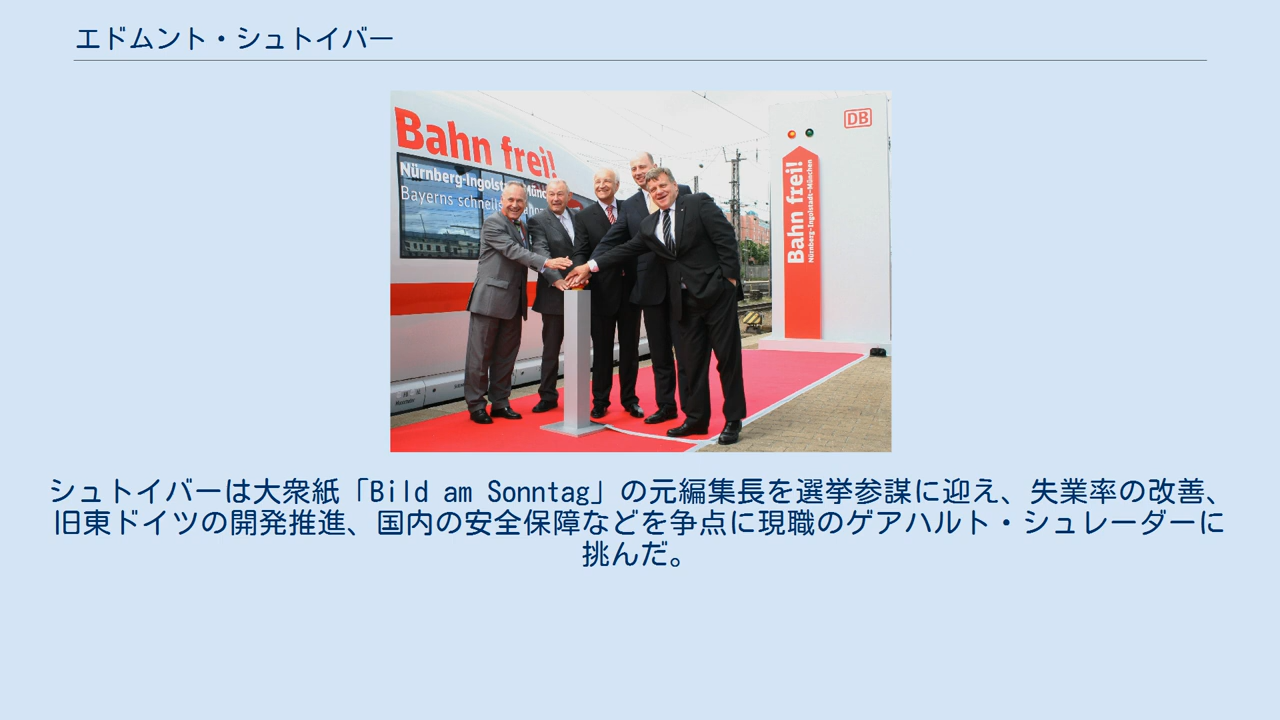 エドムント・シュトイバー
Bahn frei!
Nürnberg-Ingolst
Bayerns schnells
DB
Bahn frei!
Nürnberg-Ingolstadt-München
シュトイバーは大衆紙「Bild am Sonntag」の元編集長を選挙参謀に迎え、失業率の改善、
旧東ドイツの開発推進、国内の安全保障などを争点に現職のゲアハルト・シュレーダーに
挑んだ。